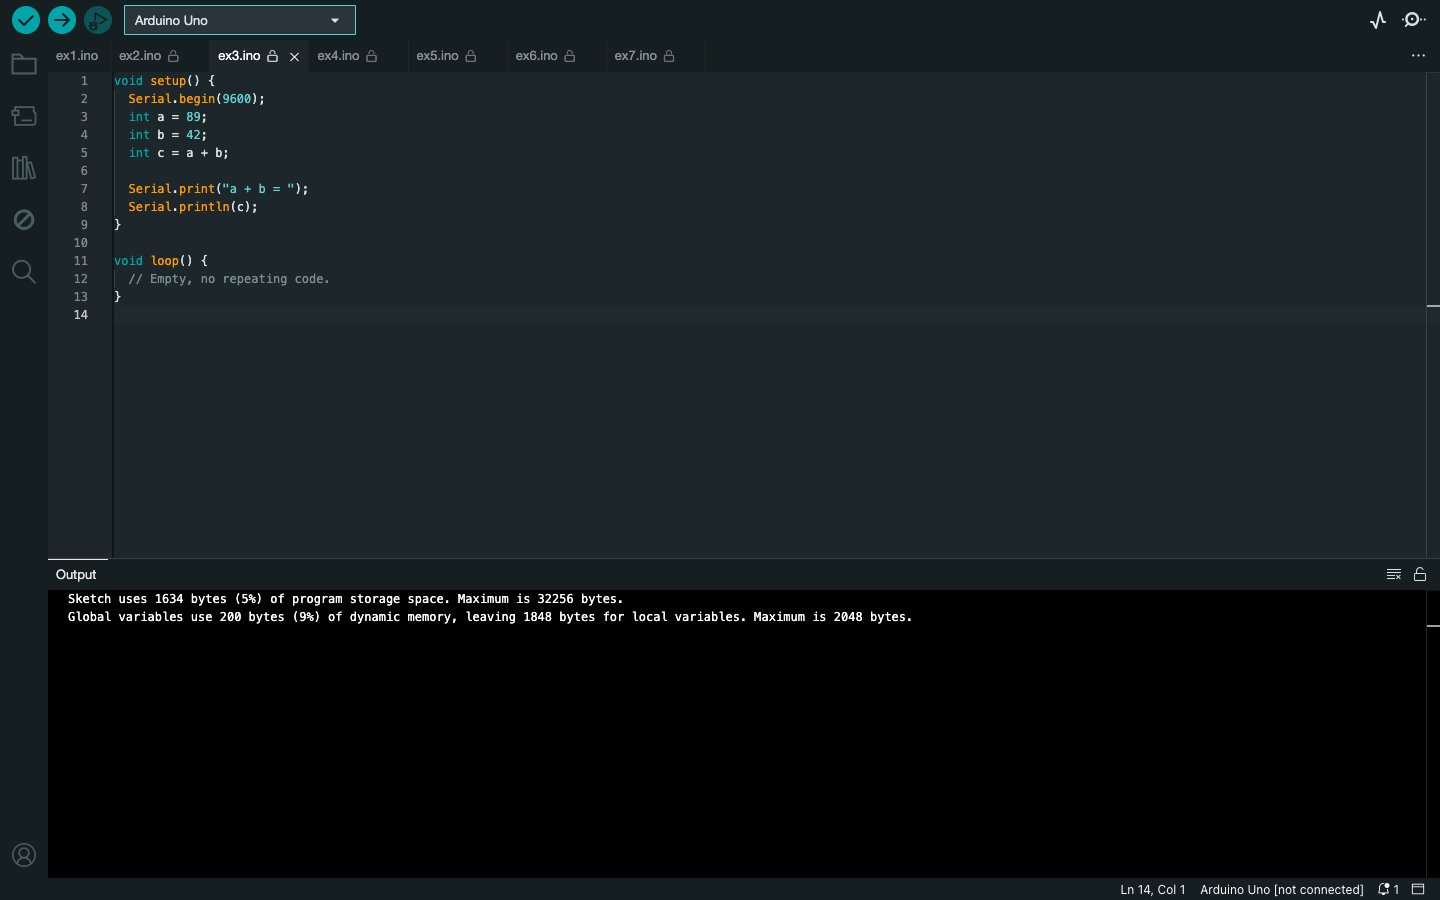 Arduino Uno
ex1.ino ex2.ino ex3.ino ex4.ino ex5.ino ex6.ino ex7.ino
1 void setup() {
2 Serial.begin(9600);
3 int a = 89;
4 int b = 42;
5 int c = a + b;
6
7 Serial.print("a + b = ");
8 Serial.println(c);
9 }
10
11 void loop() {
12 // Empty, no repeating code.
13 }
14
Output
Sketch uses 1634 bytes (5%) of program storage space. Maximum is 32256 bytes.
Global variables use 200 bytes (9%) of dynamic memory, leaving 1848 bytes for local variables. Maximum is 2048 bytes.
Ln 14, Col 1 Arduino Uno [not connected] 1